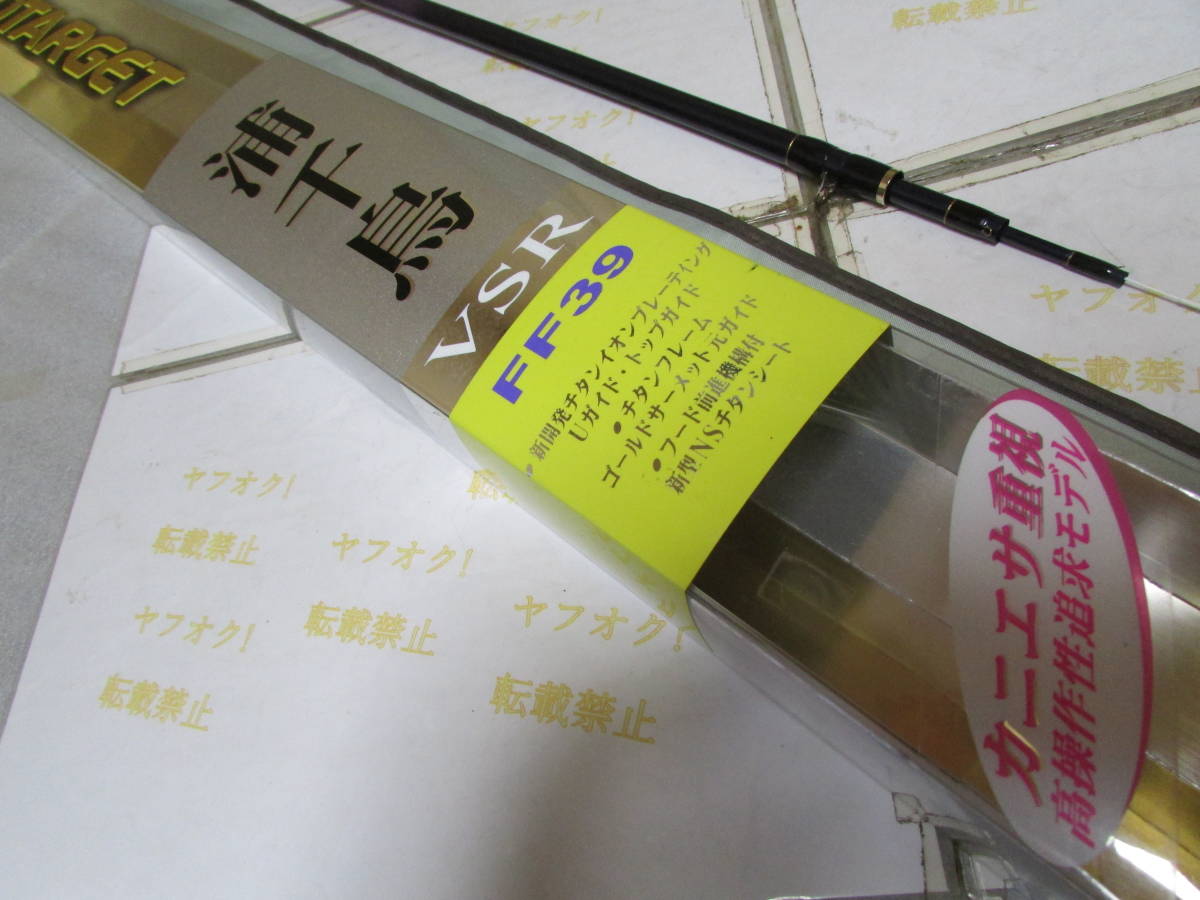 TARGET
浦千鳥
VSR
FF39
● 新開発チタンイオンプレーティング
Uガイド・トップガイド
● チタンフレーム
ゴールドサーメット元ガイド
● フード前進機構付
新型NSチタンシート
カニエサ重視
高操作性追求モデル
転載禁止
ヤフオク!
ヤフオク!
ヤフオク!
転載禁止
ヤフオク!
転載禁止
ヤフオク!
ヤフオク!
転載禁止
ヤフオク!
転載禁止
転載禁止